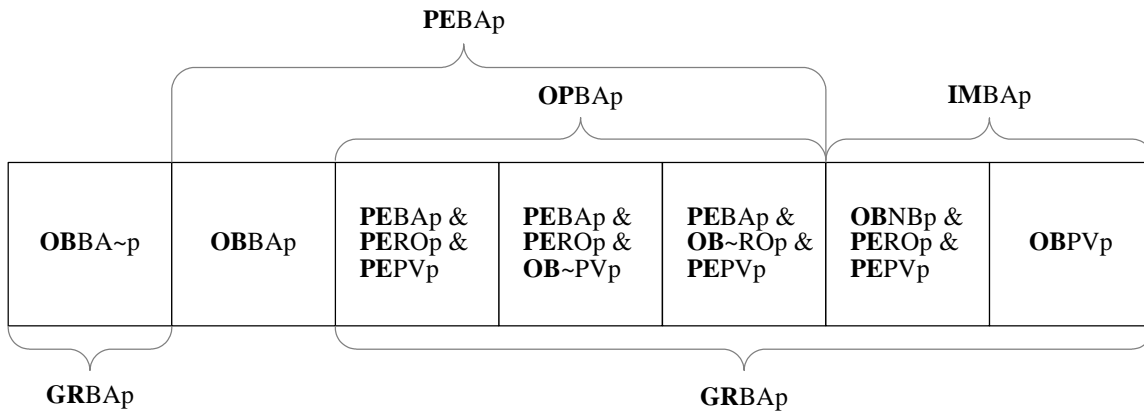 PEBAp
OPBAp IMBAp
OBBA~p
OBBAp
PEBAp &
PEROp &
PEPVp
PEBAp &
PEROp &
OB~PVp
PEBAp &
OB~ROp &
PEPVp
OBNBp &
PEROp &
PEPVp
OBPVp
GRBAp GRBAp